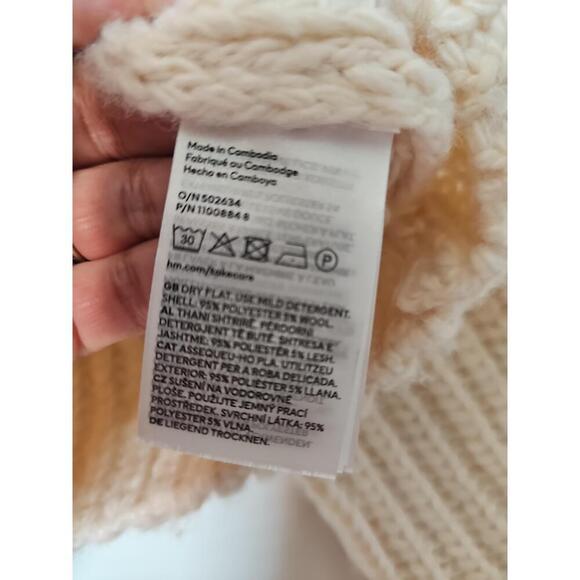 Made in Cambodia
Fabriqué au Cambodge
Hecho en Camboya
O/N 502634
P/N 1100884 8
30 P
hm.com/takecare
GB DRY FLAT. USE MILD DETERGENT.
SHELL: 95% POLYESTER 5% WOOL.
AL THANI SHTRIRË. PËRDORNI
DETERGJENT TË BUTË. SHTRESA E
JASHTME: 95% POLIESTËR 5% LESH.
CAT ASSEQUEU-HO PLA. UTILITZEU
DETERGENT PER A ROBA DELICADA.
EXTERIOR: 95% POLIÈSTER 5% LLANA.
CZ SUŠENÍ NA VODOROVNÉ
PLOŠE. POUŽIJTE JEMNÝ PRACÍ
PROSTŘEDEK. SVRCHNÍ LÁTKA: 95%
POLYESTER 5% VLNA.
DE LIEGEND TROCKNEN.